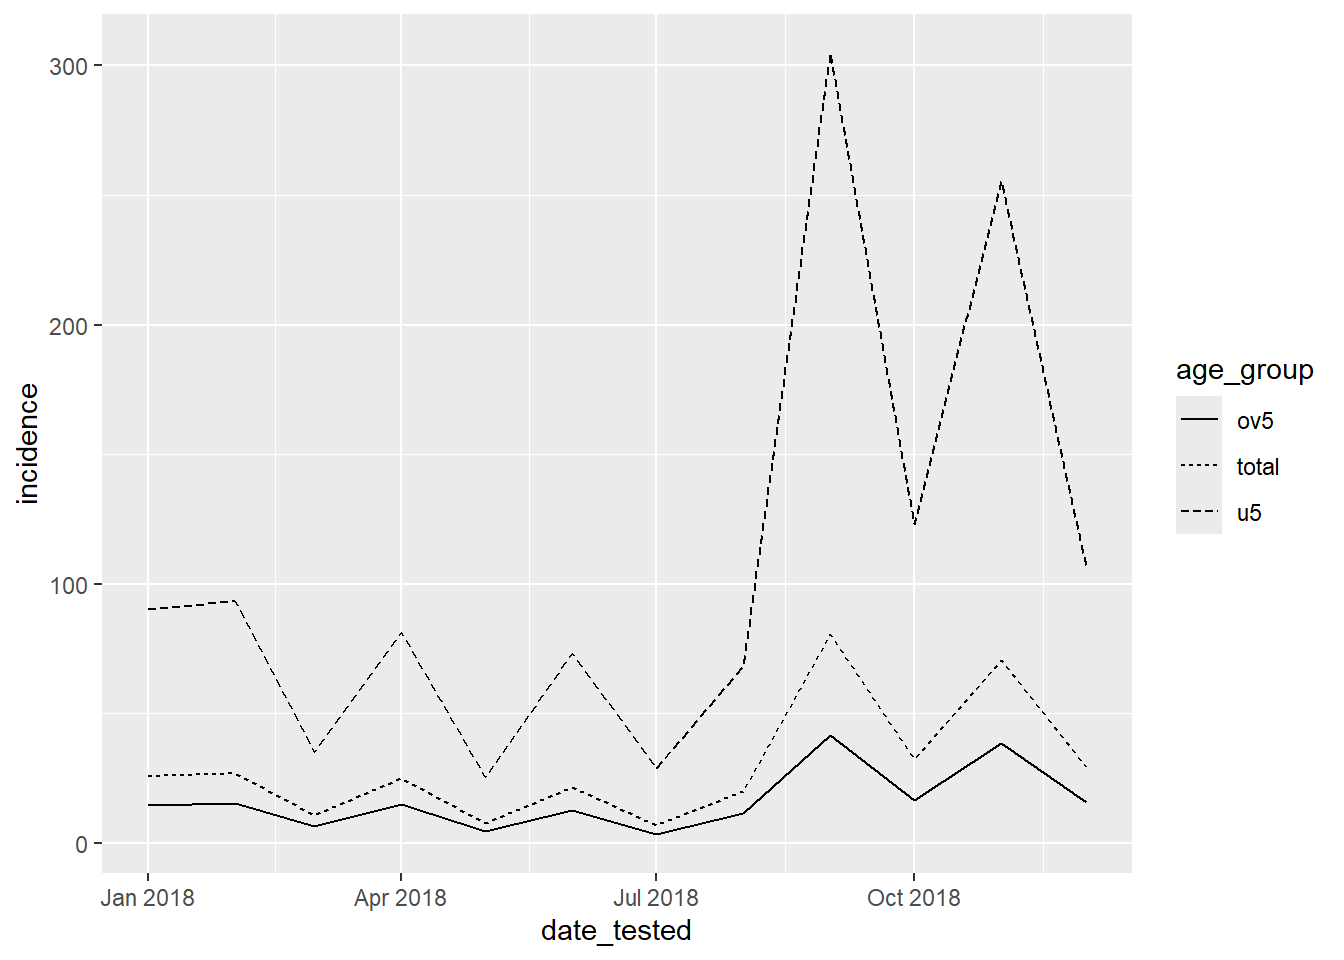 300
200
100
0
incidence
Jan 2018
Apr 2018
Jul 2018
Oct 2018
date_tested
age_group
ov5
total
u5